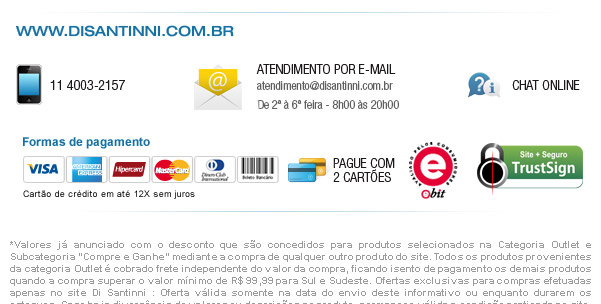 WWW.DISANTINNI.COM.BR
11 4003-2157
ATENDIMENTO POR E-MAIL
atendimento@disantinni.com.br
De 2ª à 6ª feira - 8h00 às 20h00
CHAT ONLINE
Formas de pagamento
VISA
AMERICAN EXPRESS
Hipercard
MasterCard
Diners Club International
Boleto Bancário
Cartão de crédito em até 12X sem juros
PAGUE COM
2 CARTÕES
e
bit
Site + Seguro
TrustSign
*Valores já anunciado com o desconto que são concedidos para produtos selecionados na Categoria Outlet e
Subcategoria "Compre e Ganhe" mediante a compra de qualquer outro produto do site. Todos os produtos provenientes
da categoria Outlet é cobrado frete independente do valor da compra, ficando isento de pagamento os demais produtos
quando a compra superar o valor mínimo de R$ 99,99 para Sul e Sudeste. Ofertas exclusivas para compras efetuadas
apenas no site Di Santinni : Oferta válida somente na data do envio deste informativo ou enquanto durarem os